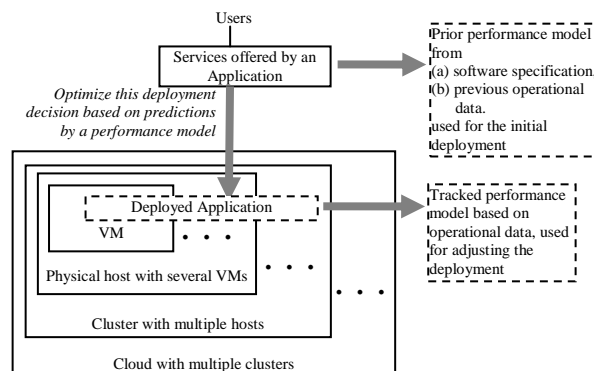 Users
Services offered by an
Application
Prior performance model
from
(a) software specification,
(b) previous operational
data.
used for the initial
deployment
Optimize this deployment
decision based on predictions
by a performance model
Deployed Application
VM
Physical host with several VMs
Cluster with multiple hosts
Cloud with multiple clusters
Tracked performance
model based on
operational data, used
for adjusting the
deployment